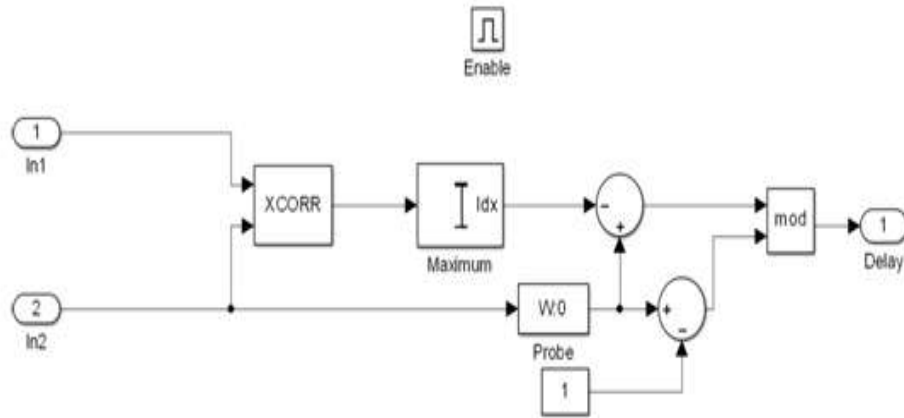 Enable
1
In1
XCORR
Idx
Maximum
-
+
mod
1
Delay
2
In2
W:0
Probe
+
-
1